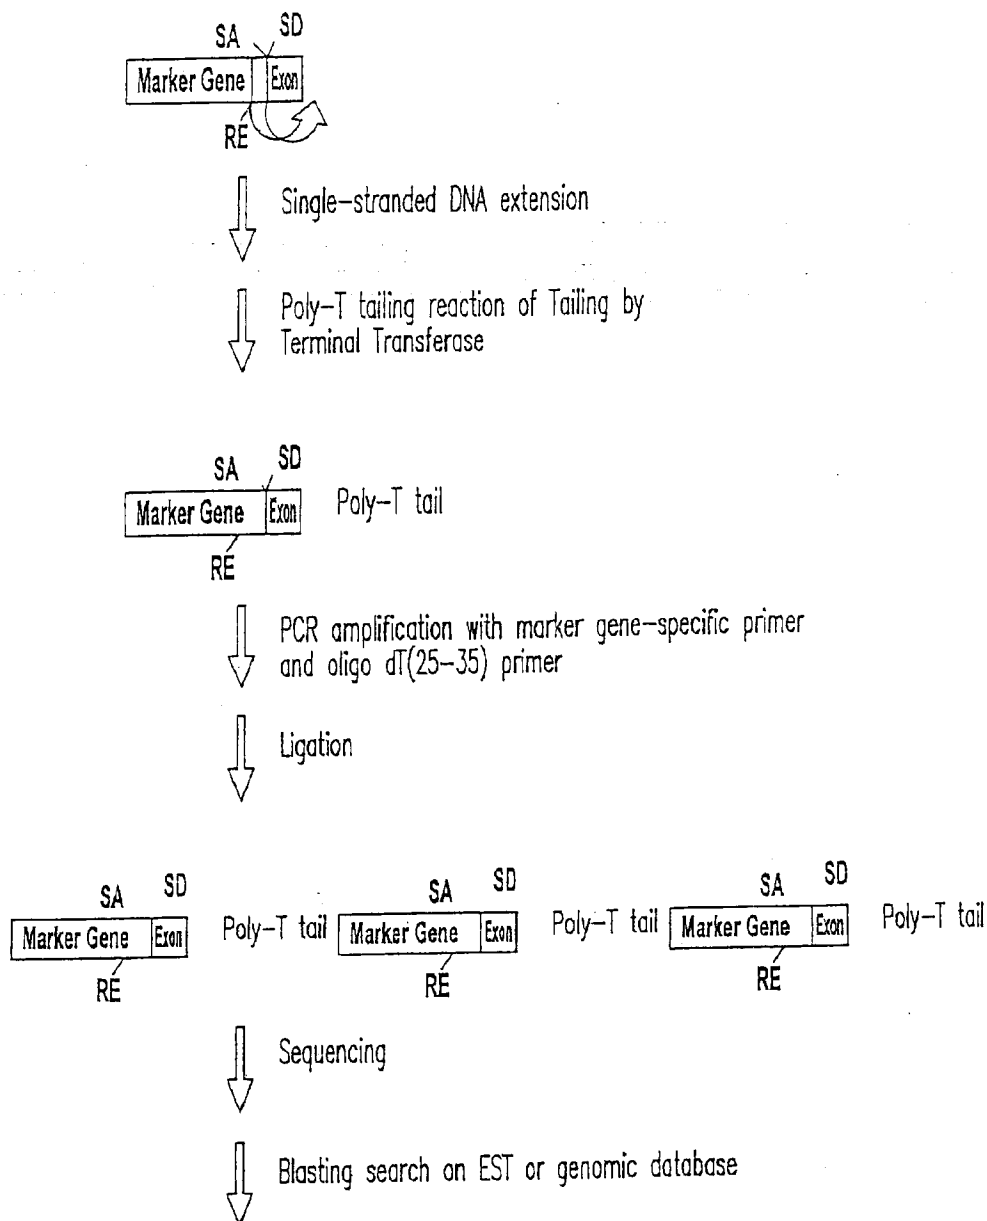 SA SD
Marker Gene Exon
RE
Single-stranded DNA extension
Poly-T tailing reaction of Tailing by
Terminal Transferase
SA SD
Marker Gene Exon Poly-T tail
RE
PCR amplification with marker gene-specific primer
and oligo dT(25-35) primer
Ligation
SA SD SA SD SA SD
Marker Gene Exon Poly-T tail Marker Gene Exon Poly-T tail Marker Gene Exon Poly-T tail
RE RE RE
Sequencing
Blasting search on EST or genomic database